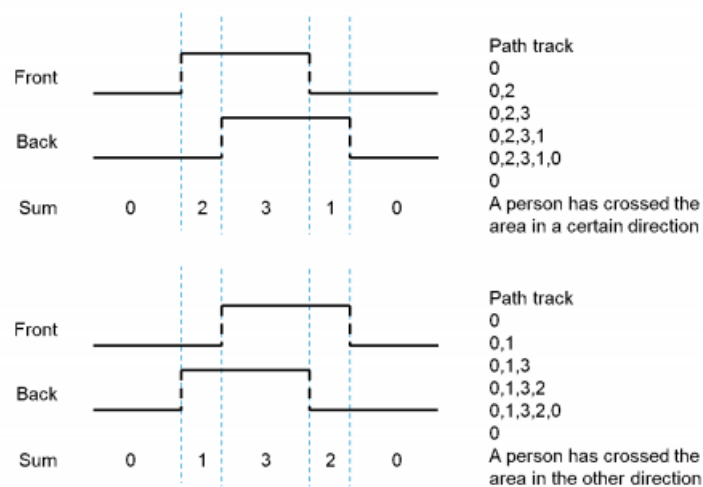 Front
Back
Sum 0 2 3 1 0
Path track
0
0,2
0,2,3
0,2,3,1
0,2,3,1,0
0
A person has crossed the
area in a certain direction
Front
Back
Sum 0 1 3 2 0
Path track
0
0,1
0,1,3
0,1,3,2
0,1,3,2,0
0
A person has crossed the
area in the other direction